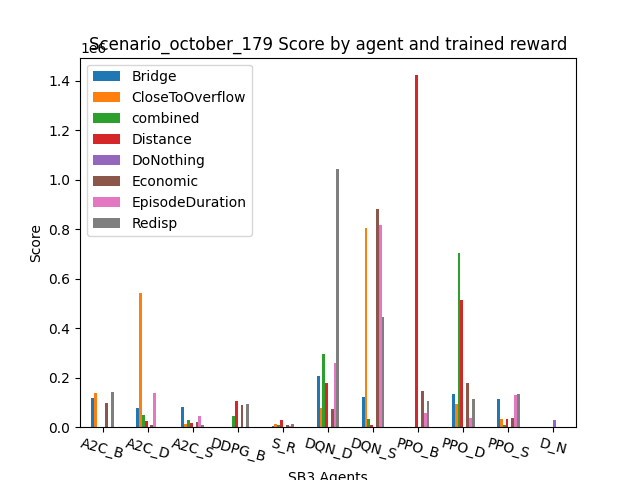 Scenario_october_179 Score by agent and trained reward
1e6
Bridge
CloseToOverflow
combined
Distance
DoNothing
Economic
EpisodeDuration
Redisp
1.4
1.2
1.0
0.8
0.6
0.4
0.2
0.0
Score
A2C_B A2C_D A2C_S DDPG_B S_R DQN_D DQN_S PPO_B PPO_D PPO_S D_N
SB3 Agents